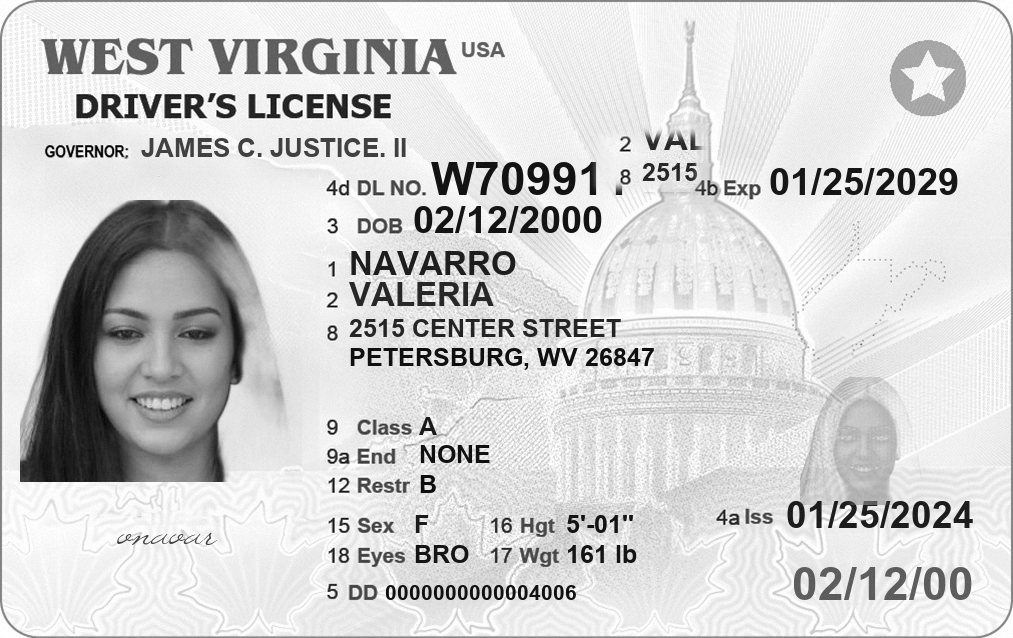 WEST VIRGINIA USA
DRIVER'S LICENSE
GOVERNOR: JAMES C. JUSTICE. II
2 VAL
4d DL NO. W70991 8 2515 4b Exp 01/25/2029
3 DOB 02/12/2000
1 NAVARRO
2 VALERIA
8 2515 CENTER STREET
PETERSBURG, WV 26847
9 Class A
9a End NONE
12 Restr B
15 Sex F 16 Hgt 5'-01" 4a Iss 01/25/2024
18 Eyes BRO 17 Wgt 161 lb
5 DD 0000000000004006 02/12/00